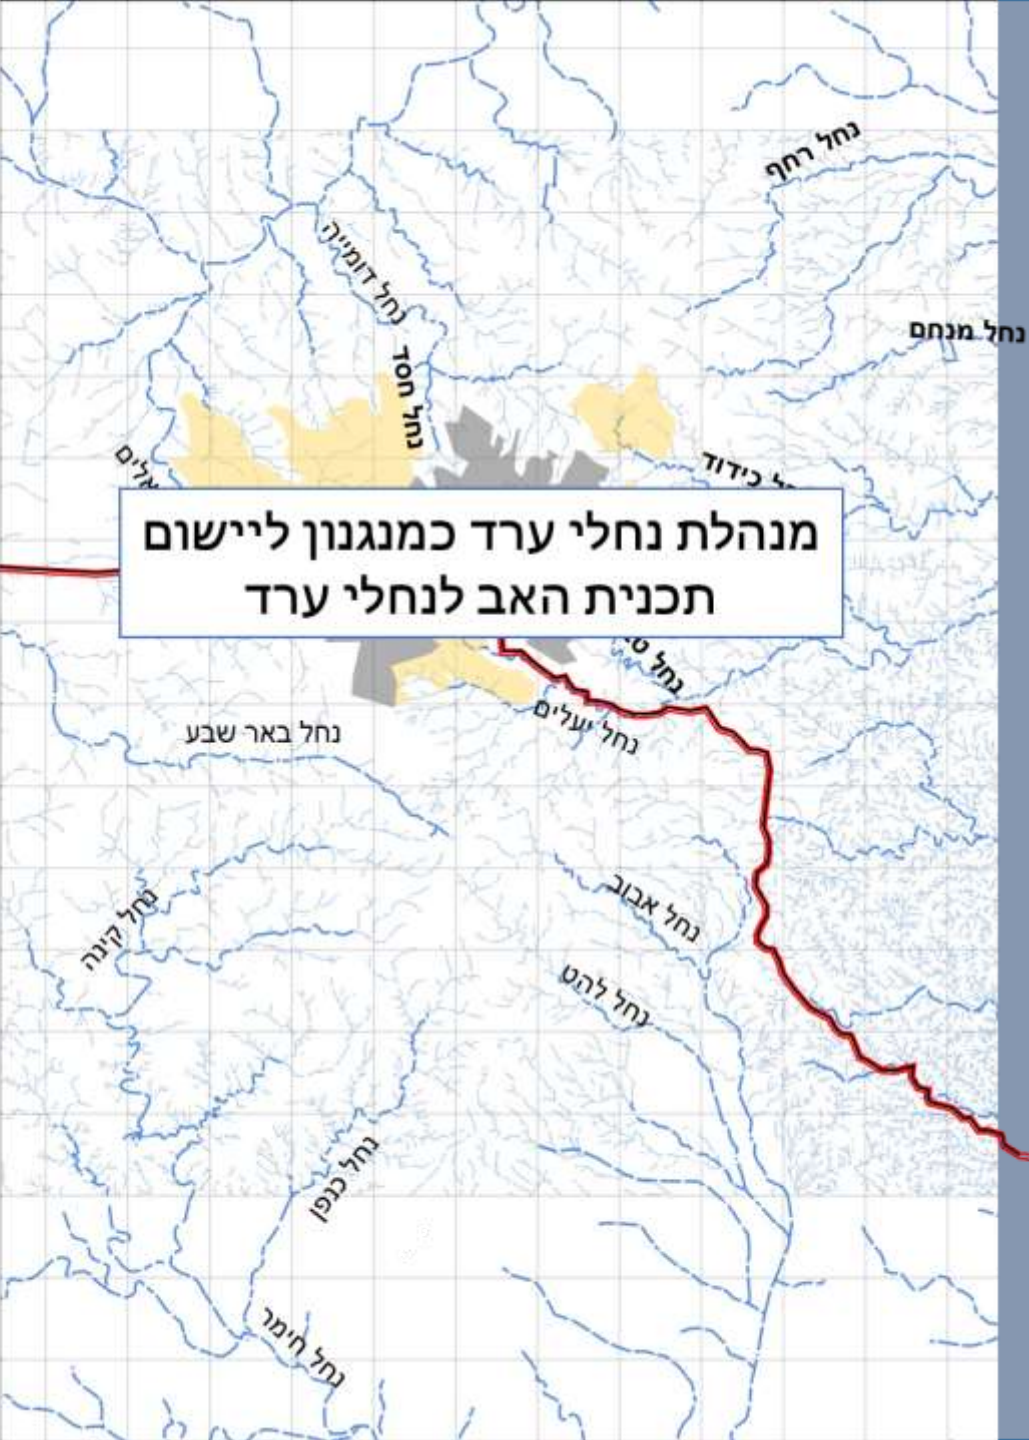 נחל רחף
נחל דומייה
נחל מנחם
נחל חסד
אלים
כידוד
מנהלת נחלי ערד כמנגנון ליישום
תכנית האב לנחלי ערד
נחל
נחל יעלים
נחל באר שבע
נחל אבוב
נחל קינה
נחל להט
נחל כנפן
נחל חימר